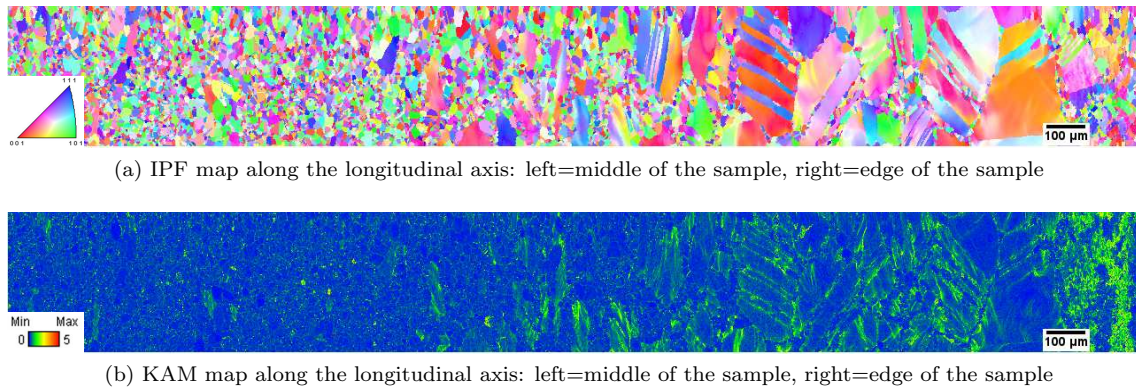 111
001
101
100 µm
(a) IPF map along the longitudinal axis: left=middle of the sample, right=edge of the sample
Min Max
0 5
100 µm
(b) KAM map along the longitudinal axis: left=middle of the sample, right=edge of the sample